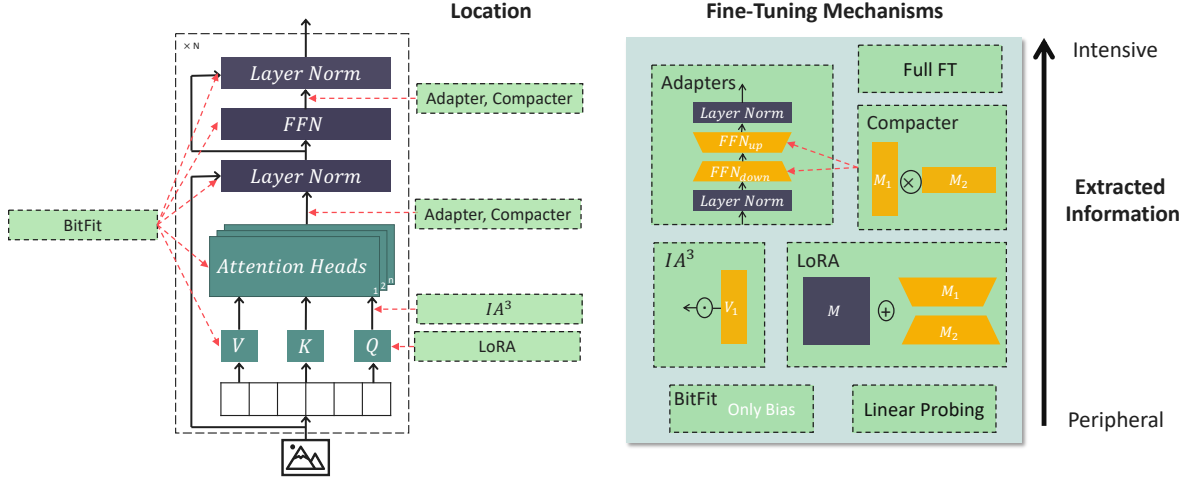 Location
Fine-Tuning Mechanisms
× N
Layer Norm
Adapter, Compacter
FFN
Layer Norm
Adapter, Compacter
BitFit
Attention Heads
1 2 n
IA³
V
K
Q
LoRA
Adapters
Layer Norm
FFN_up
FFN_down
Layer Norm
Full FT
Compacter
M₁ ⊗ M₂
IA³
⊙ V₁
LoRA
M ⊕ M₁
M₂
BitFit
Only Bias
Linear Probing
Intensive
Extracted
Information
Peripheral